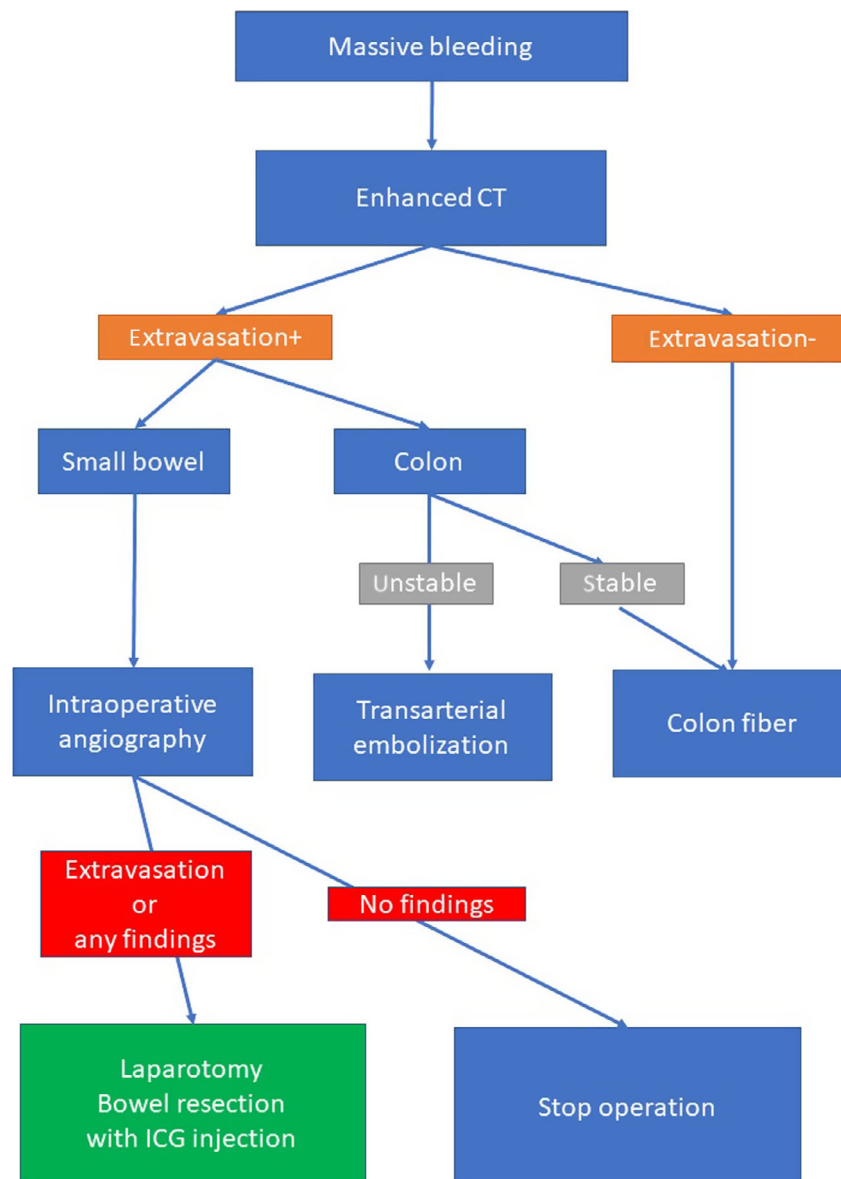 Massive bleeding
Enhanced CT
Extravasation+
Extravasation-
Small bowel
Colon
Unstable
Stable
Intraoperative
angiography
Transarterial
embolization
Colon fiber
Extravasation
or
any findings
No findings
Laparotomy
Bowel resection
with ICG injection
Stop operation